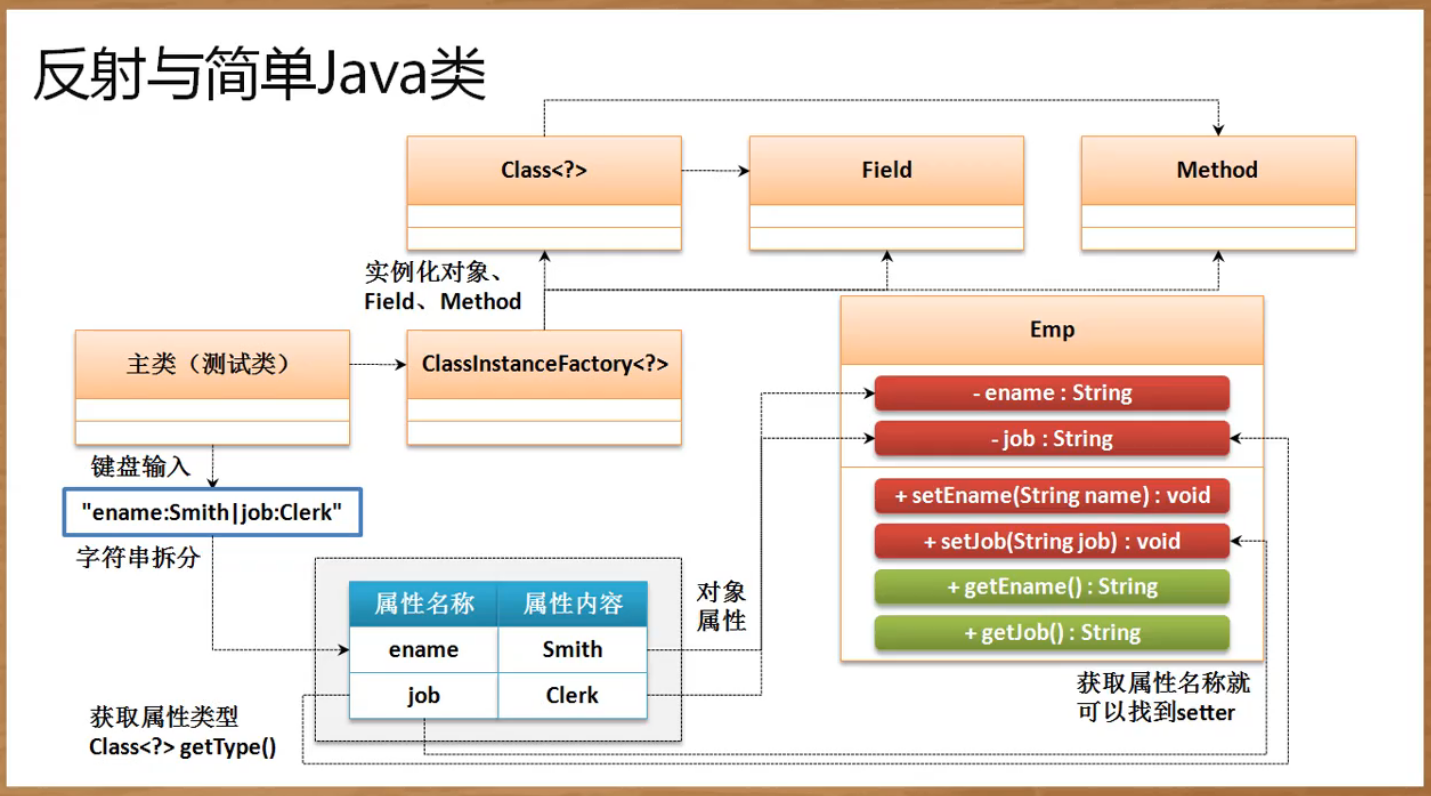 反射与简单Java类
Class<?>
Field
Method
实例化对象、
Field、Method
主类（测试类）
ClassInstanceFactory<?>
Emp
- ename : String
- job : String
+ setEname(String name) : void
+ setJob(String job) : void
+ getEname() : String
+ getJob() : String
键盘输入
"ename:Smith|job:Clerk"
字符串拆分
属性名称 属性内容
ename Smith
job Clerk
对象
属性
获取属性名称就
可以找到setter
获取属性类型
Class<?> getType()